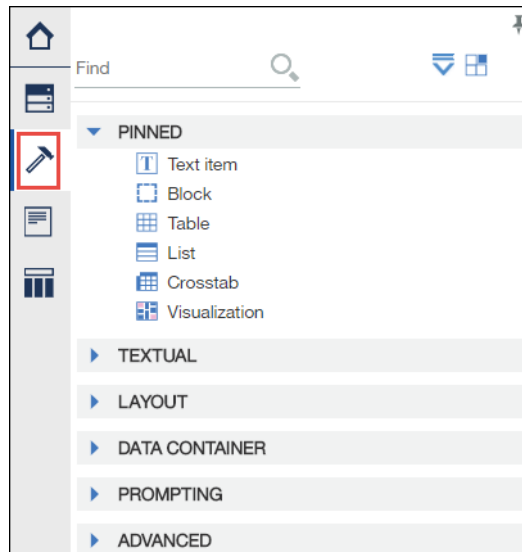 Find
PINNED
T Text item
Block
Table
List
Crosstab
Visualization
TEXTUAL
LAYOUT
DATA CONTAINER
PROMPTING
ADVANCED